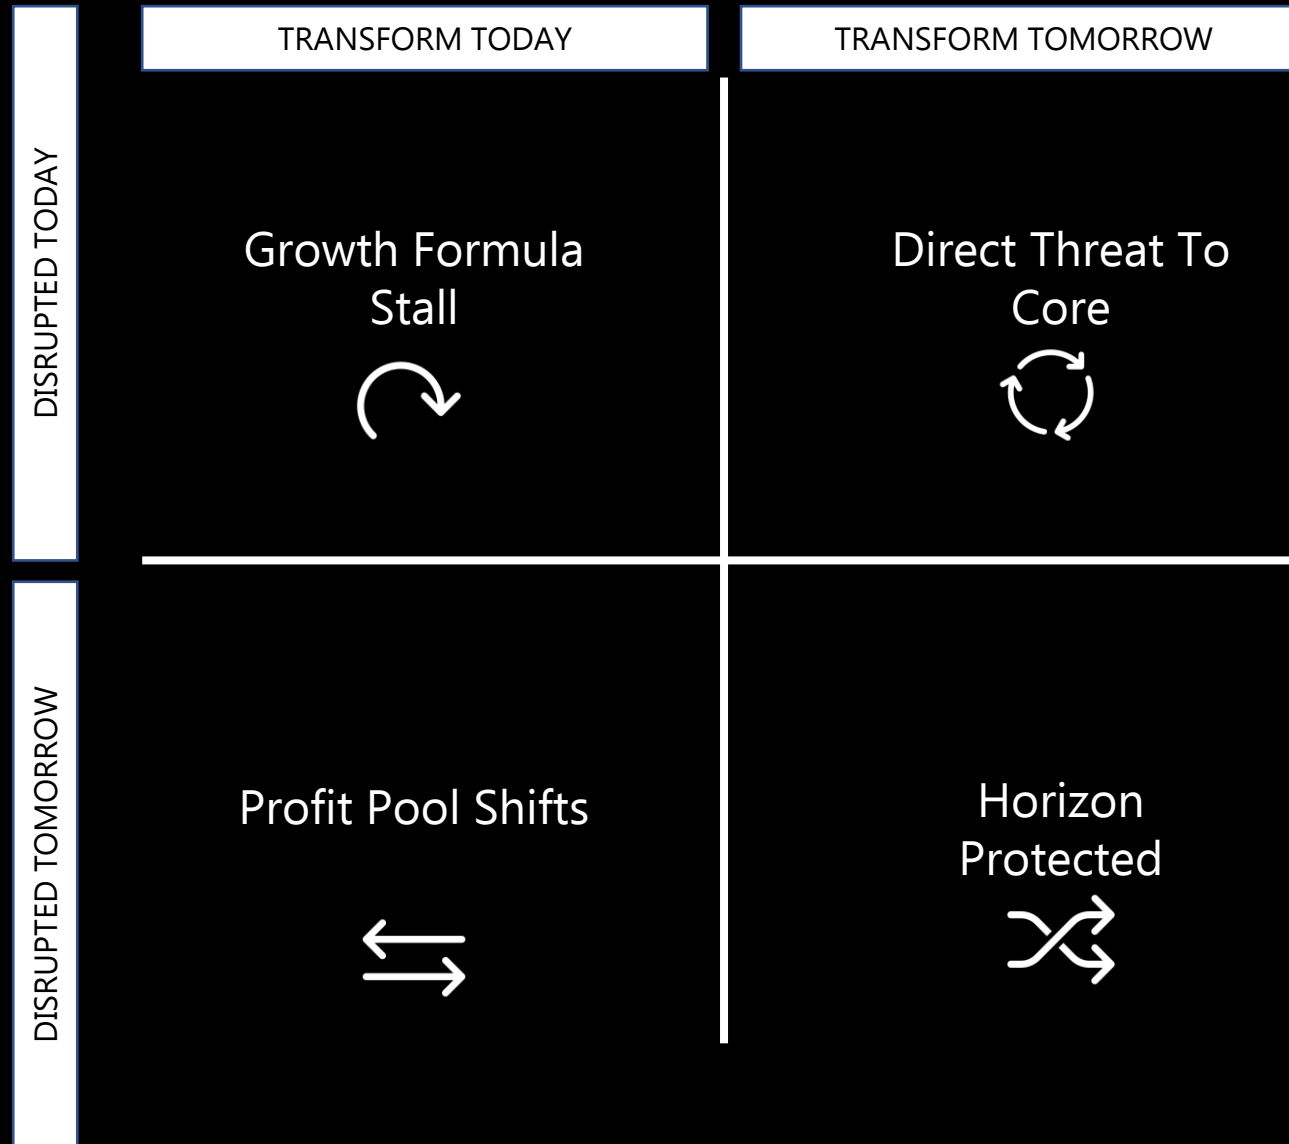 TRANSFORM TODAY
TRANSFORM TOMORROW
DISRUPTED TODAY
Growth Formula
Stall
Direct Threat To
Core
DISRUPTED TOMORROW
Profit Pool Shifts
Horizon
Protected